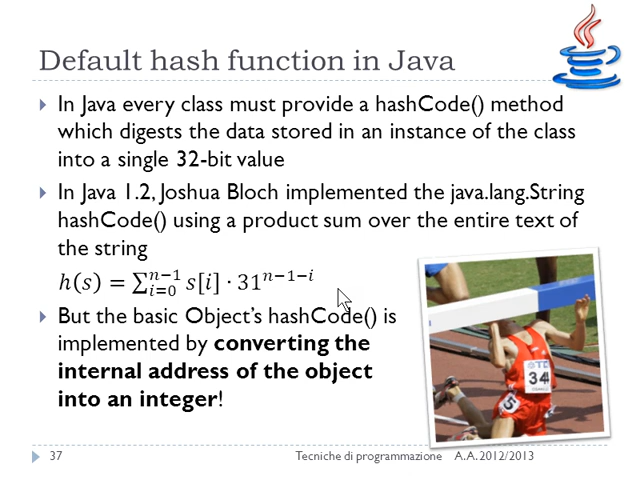 Default hash function in Java
In Java every class must provide a hashCode() method
which digests the data stored in an instance of the class
into a single 32-bit value
In Java 1.2, Joshua Bloch implemented the java.lang.String
hashCode() using a product sum over the entire text of
the string
h(s) = ∑_{i=0}^{n−1} s[i] · 31^{n−1−i}
But the basic Object's hashCode() is
implemented by converting the
internal address of the object
into an integer!
34
5
37
Tecniche di programmazione A.A. 2012/2013